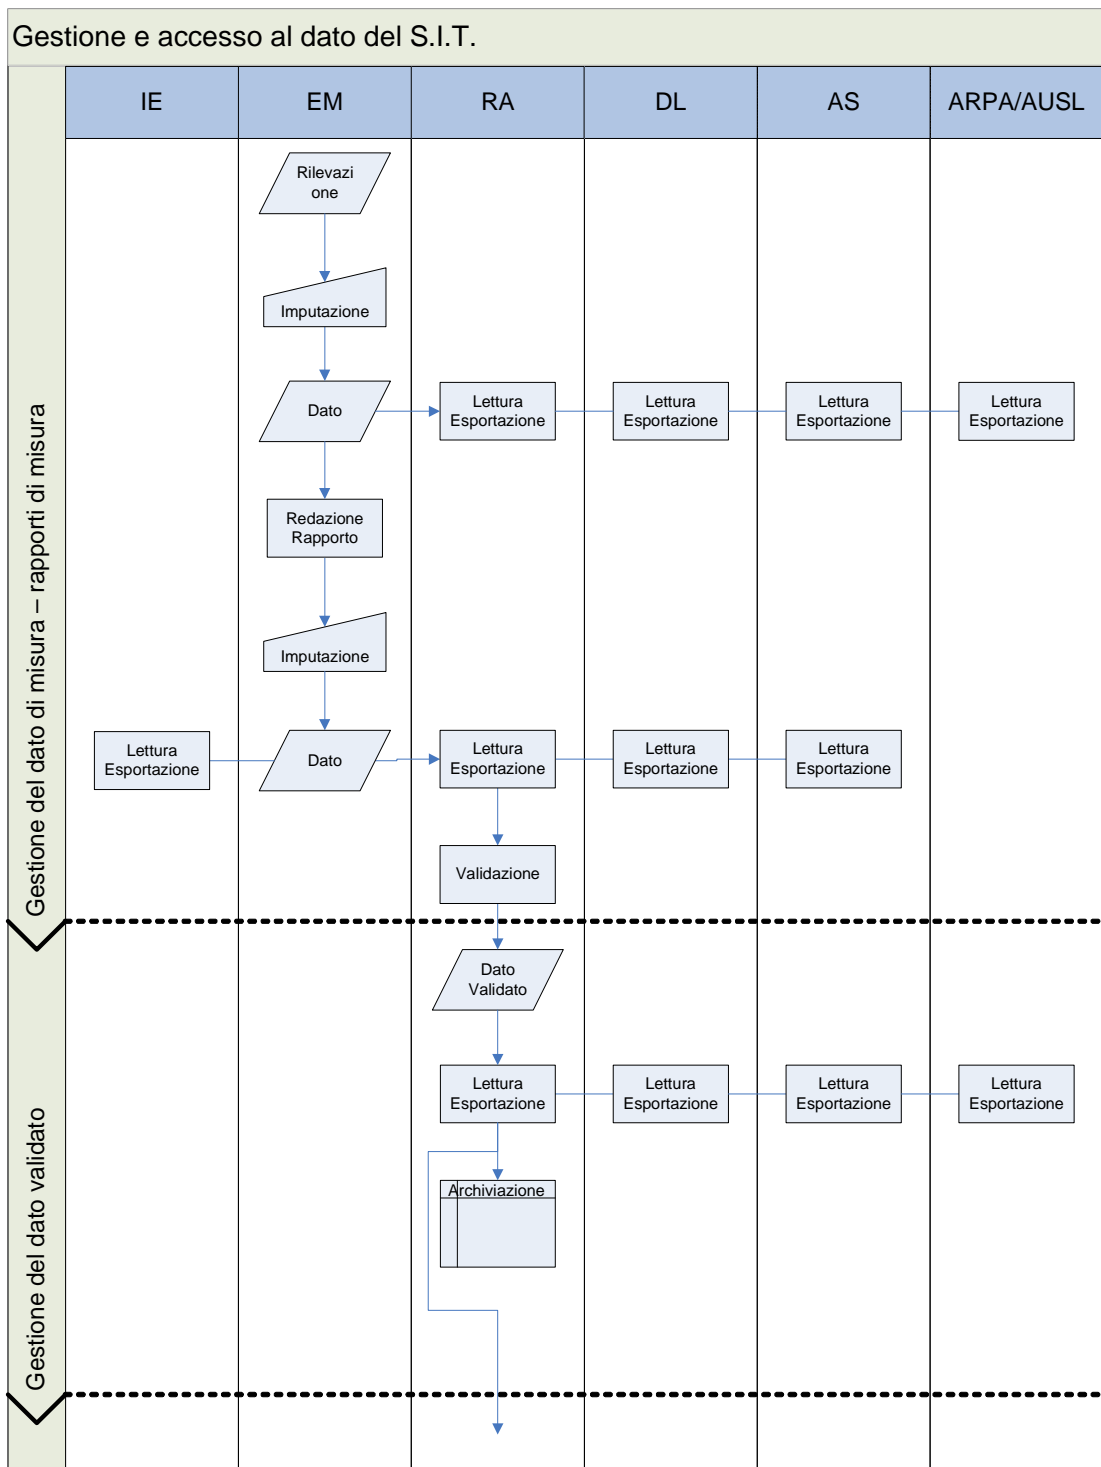 Gestione e accesso al dato del S.I.T.
IE
EM
RA
DL
AS
ARPA/AUSL
Gestione del dato di misura – rapporti di misura
Rilevazi
one
Imputazione
Dato
Lettura
Esportazione
Lettura
Esportazione
Lettura
Esportazione
Lettura
Esportazione
Redazione
Rapporto
Imputazione
Lettura
Esportazione
Dato
Lettura
Esportazione
Lettura
Esportazione
Lettura
Esportazione
Validazione
Gestione del dato validato
Dato
Validato
Lettura
Esportazione
Lettura
Esportazione
Lettura
Esportazione
Lettura
Esportazione
Archiviazione